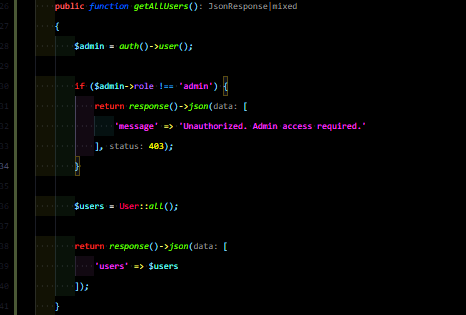 26 public function getAllUsers(): JsonResponse|mixed
27 {
28 $admin = auth()->user();
29
30 if ($admin->role !== 'admin') {
31 return response()->json(data: [
32 'message' => 'Unauthorized. Admin access required.'
33 ], status: 403);
34 }
35
36 $users = User::all();
37
38 return response()->json(data: [
39 'users' => $users
40 ]);
41 }